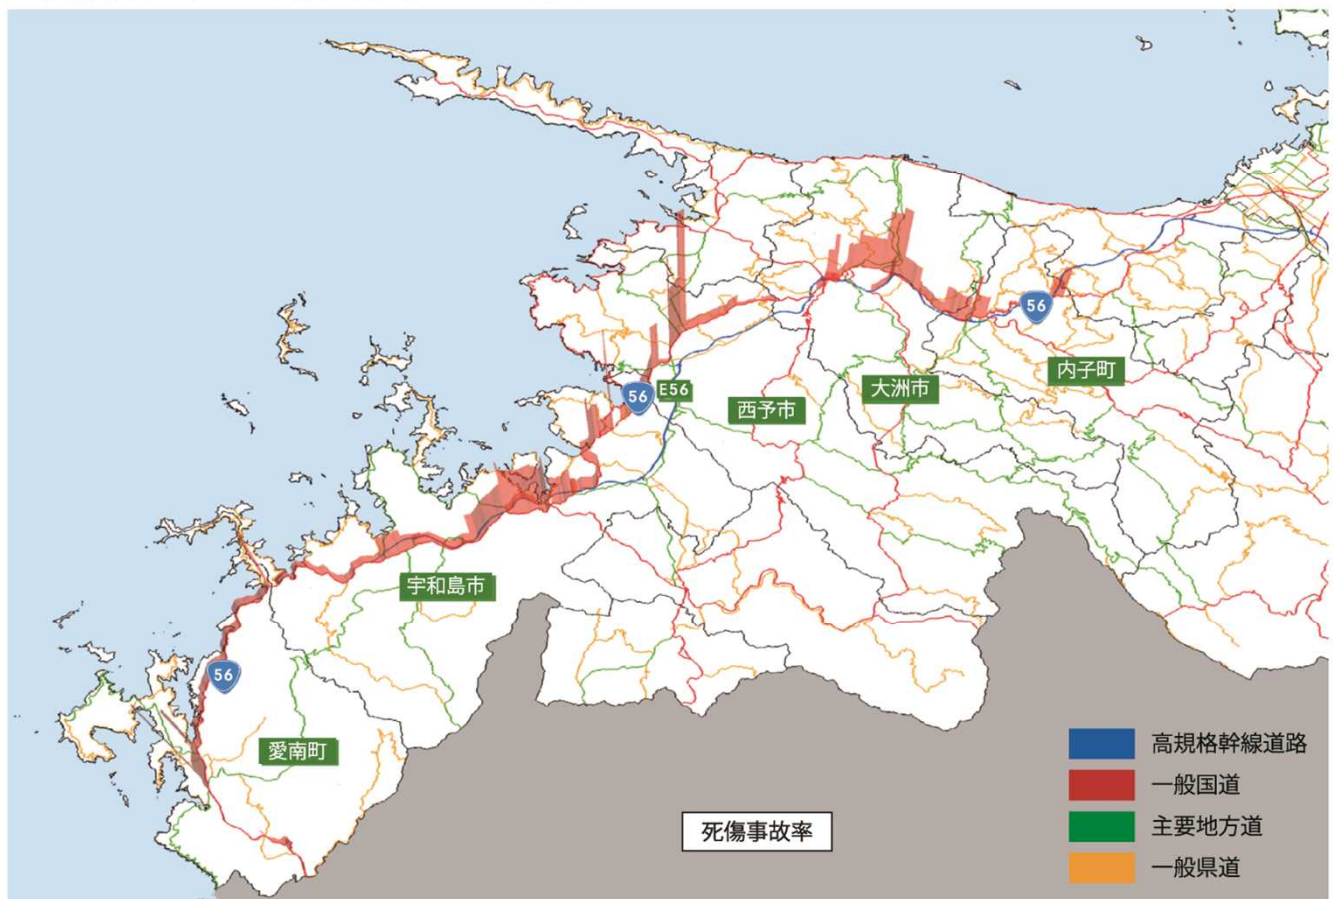 56
内子町
大洲市
56
E56
西予市
宇和島市
56
愛南町
死傷事故率
高規格幹線道路
一般国道
主要地方道
一般県道